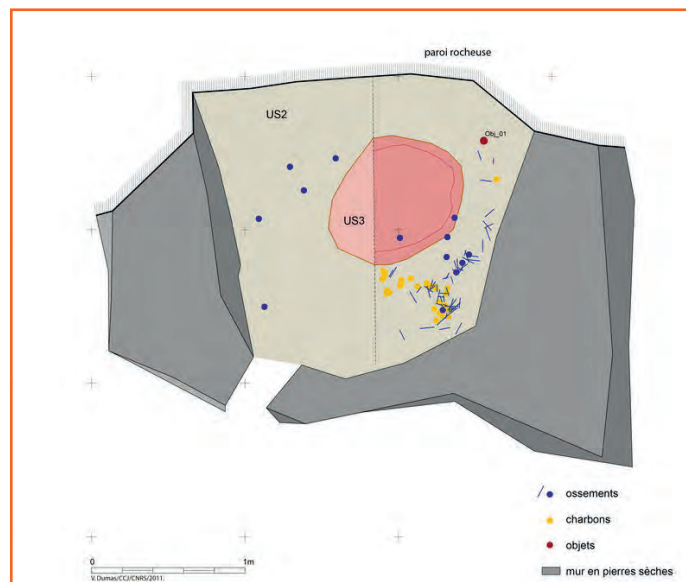 paroi rocheuse
US2
Obj_01
US3
ossements
charbons
objets
mur en pierres sèches
0
1m
V. Dumas/CCJ/CNRS/2011.